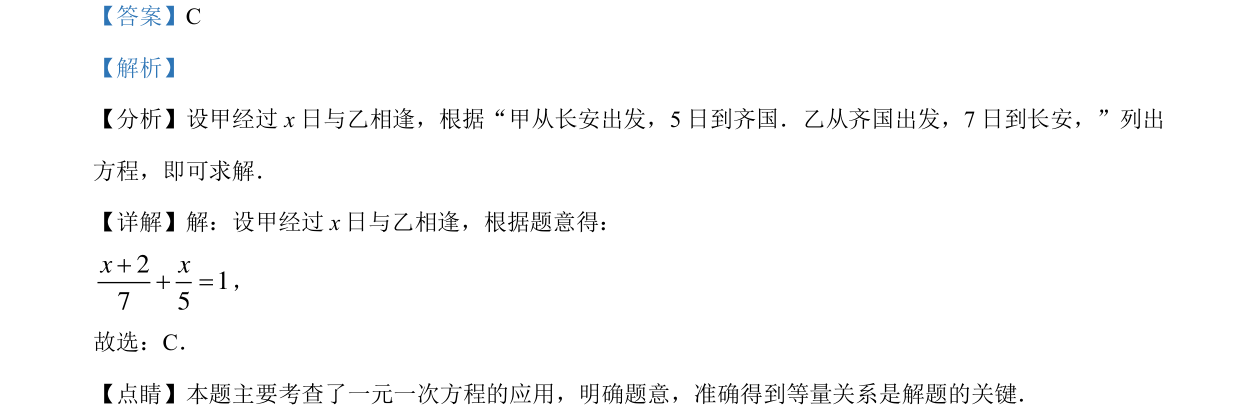 【答案】C
【解析】
【分析】设甲经过 x 日与乙相逢，根据“甲从长安出发，5 日到齐国．乙从齐国出发，7 日到长安，”列出
方程，即可求解．
【详解】解：设甲经过 x 日与乙相逢，根据题意得：
\frac{x+2}{7}+\frac{x}{5}=1，
故选：C．
【点睛】本题主要考查了一元一次方程的应用，明确题意，准确得到等量关系是解题的关键．